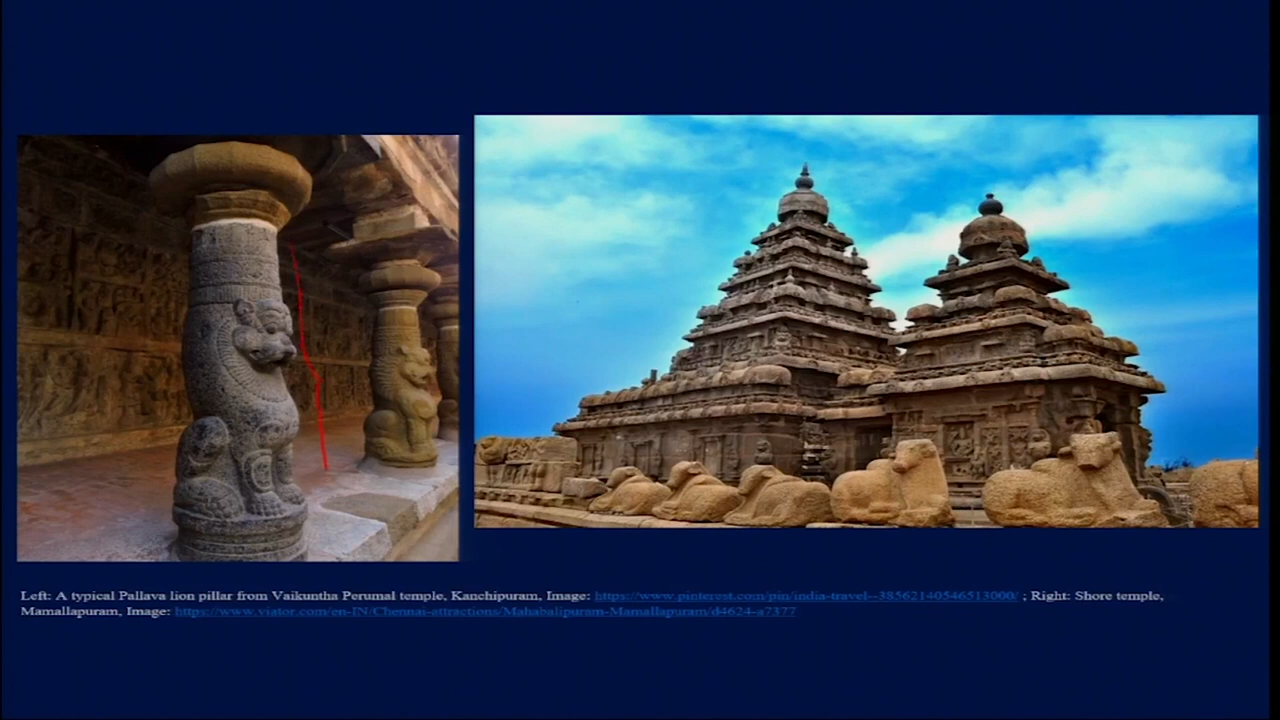 Left: A typical Pallava lion pillar from Vaikuntha Perumal temple, Kanchipuram, Image: https://www.pinterest.com/pin/india-travel--38562140546513000/ ; Right: Shore temple,
Mamallapuram, Image: https://www.viator.com/en-IN/Chennai-attractions/Mahabalipuram-Mamallapuram/d4624-a7377